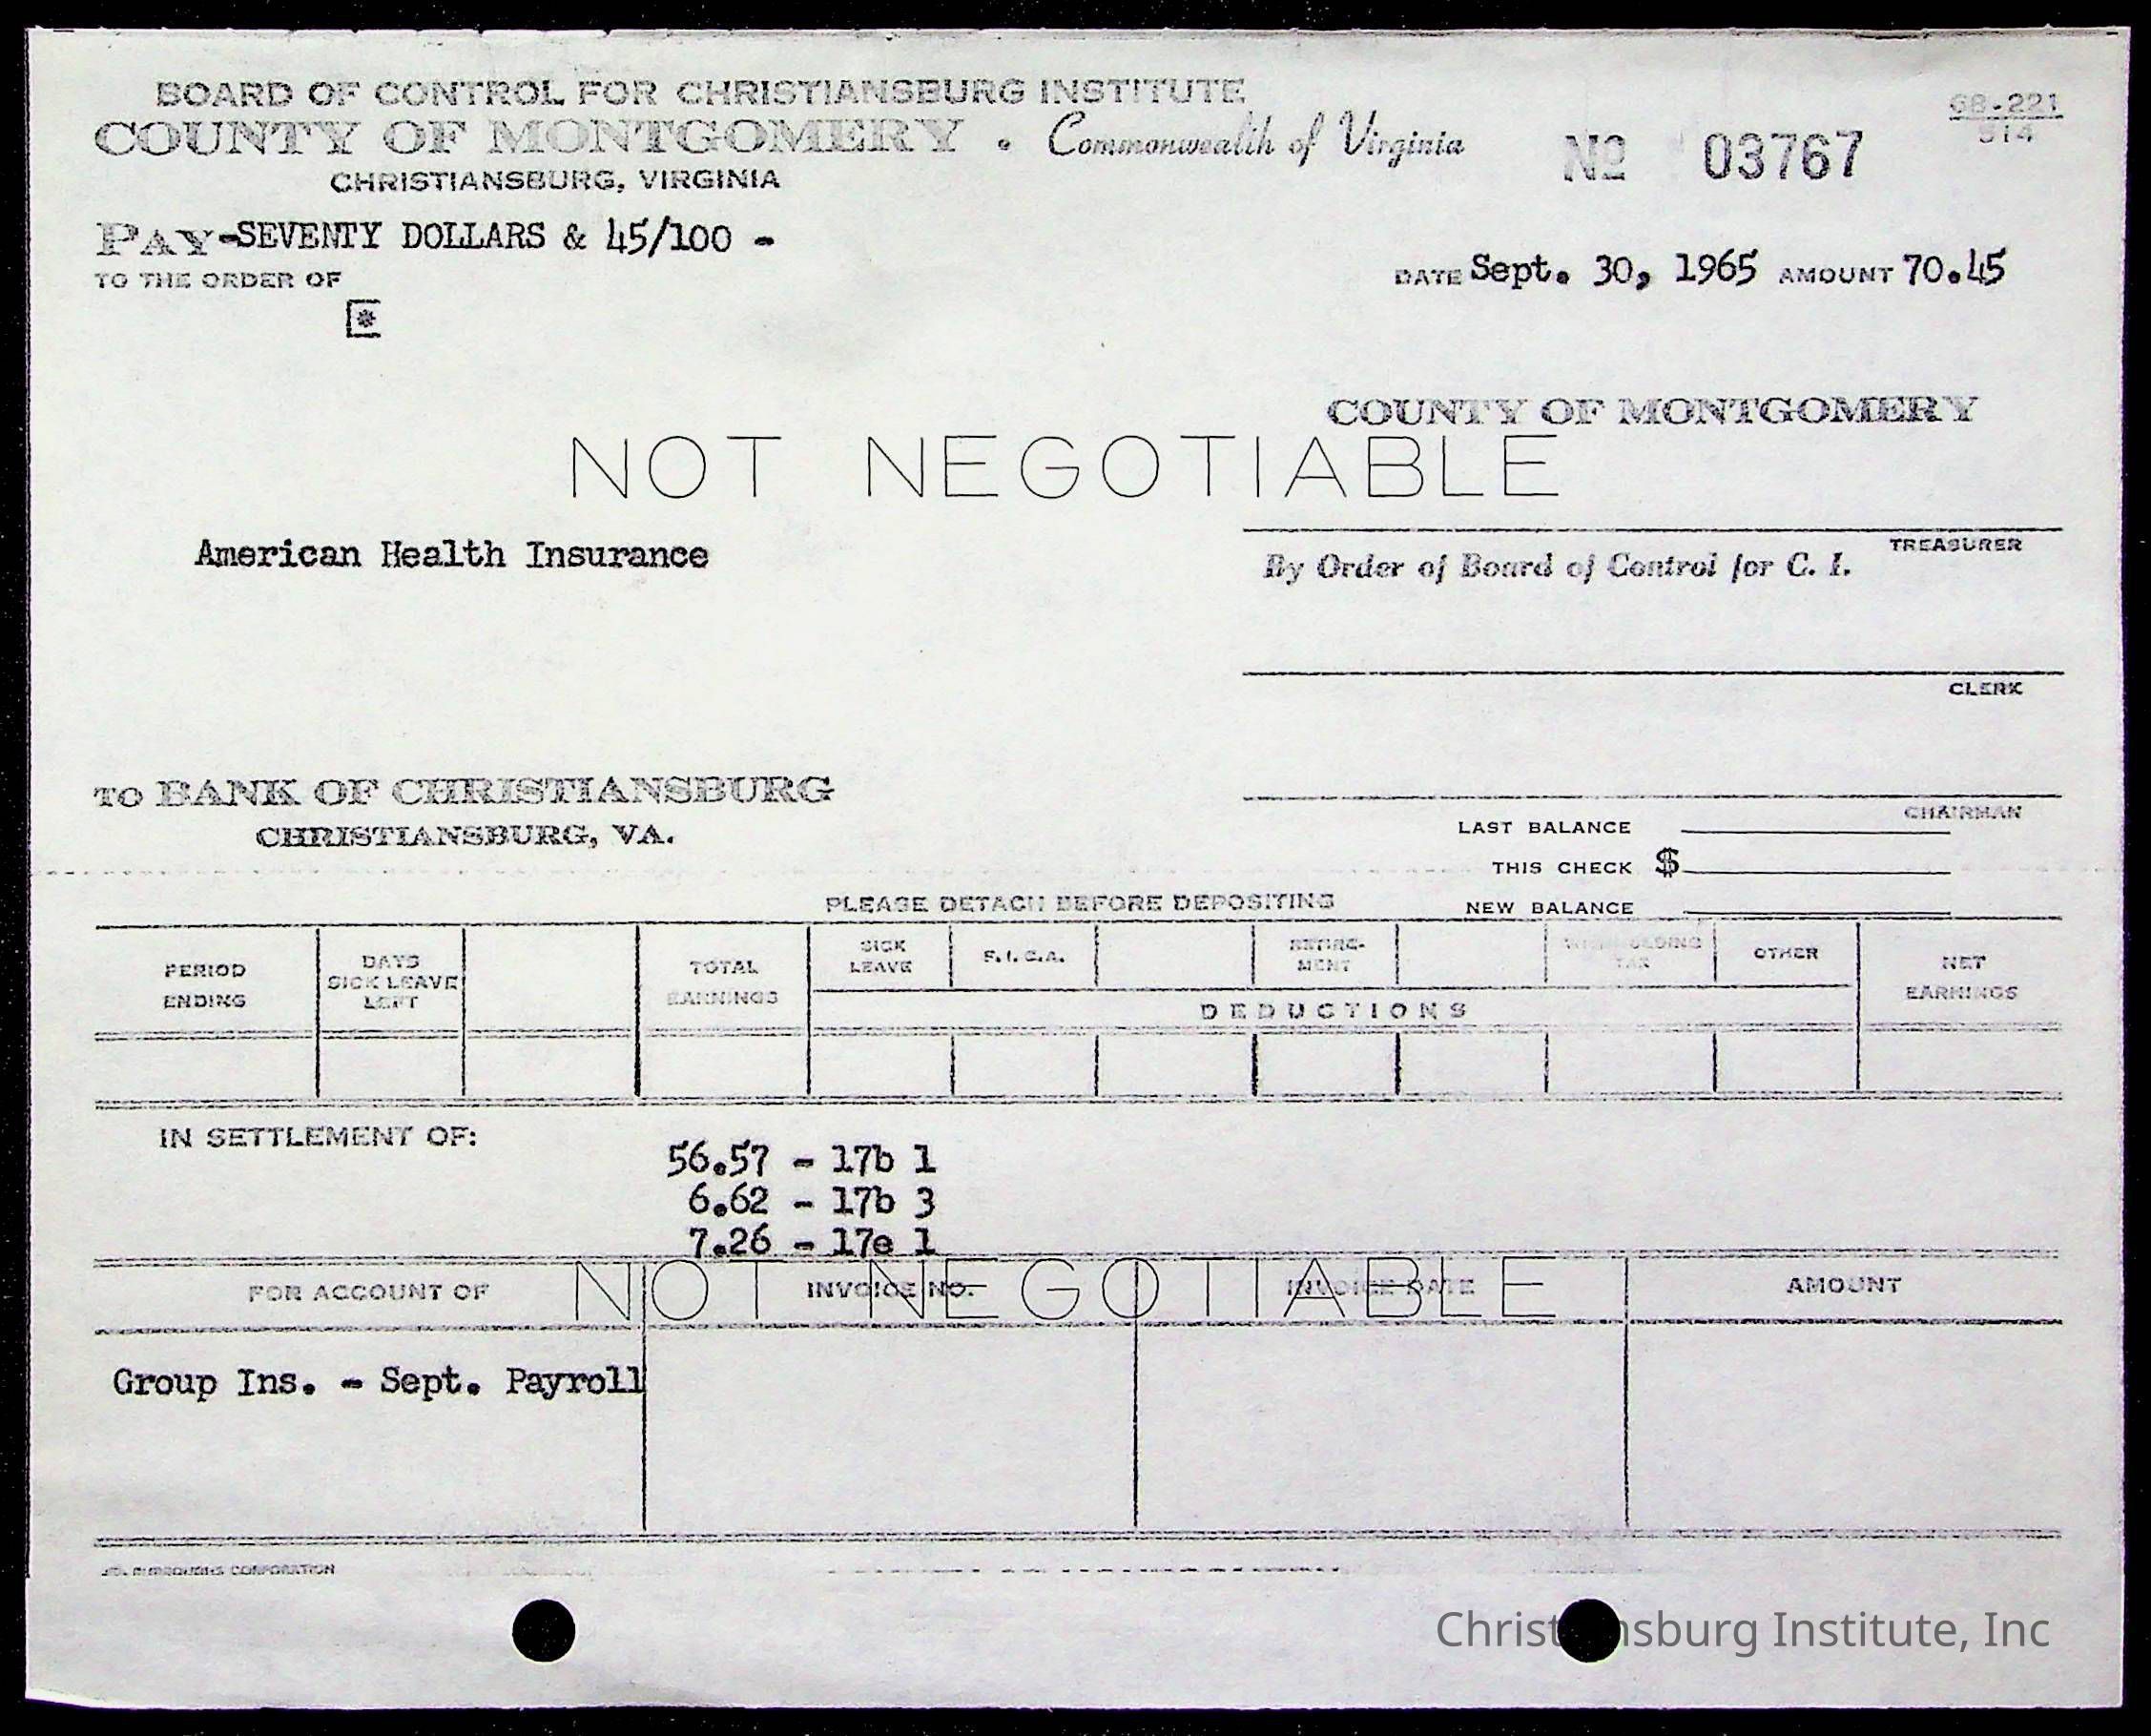 BOARD OF CONTROL FOR CHRISTIANSBURG INSTITUTE
COUNTY OF MONTGOMERY • Commonwealth of Virginia
CHRISTIANSBURG, VIRGINIA
No 03767
68-221
514
PAY -SEVENTY DOLLARS & 45/100 -
TO THE ORDER OF
DATE Sept. 30, 1965 AMOUNT 70.45
COUNTY OF MONTGOMERY
NOT NEGOTIABLE
TREASURER
American Health Insurance
By Order of Board of Control for C. I.
CLERK
TO BANK OF CHRISTIANSBURG
CHRISTIANSBURG, VA.
CHAIRMAN
LAST BALANCE
THIS CHECK $
NEW BALANCE
PLEASE DETACH BEFORE DEPOSITING
PERIOD ENDING
DAYS SICK LEAVE LEFT
TOTAL EARNINGS
SICK LEAVE
F.I.C.A.
RETIRE-MENT
WITHHOLDING TAX
OTHER
NET EARNINGS
DEDUCTIONS
IN SETTLEMENT OF:
56.57 - 17b 1
6.62 - 17b 3
7.26 - 17e 1
NOT NEGOTIABLE
FOR ACCOUNT OF INVOICE NO. INVOICE DATE AMOUNT
Group Ins. - Sept. Payroll
CORPORATION
Christiansburg Institute, Inc